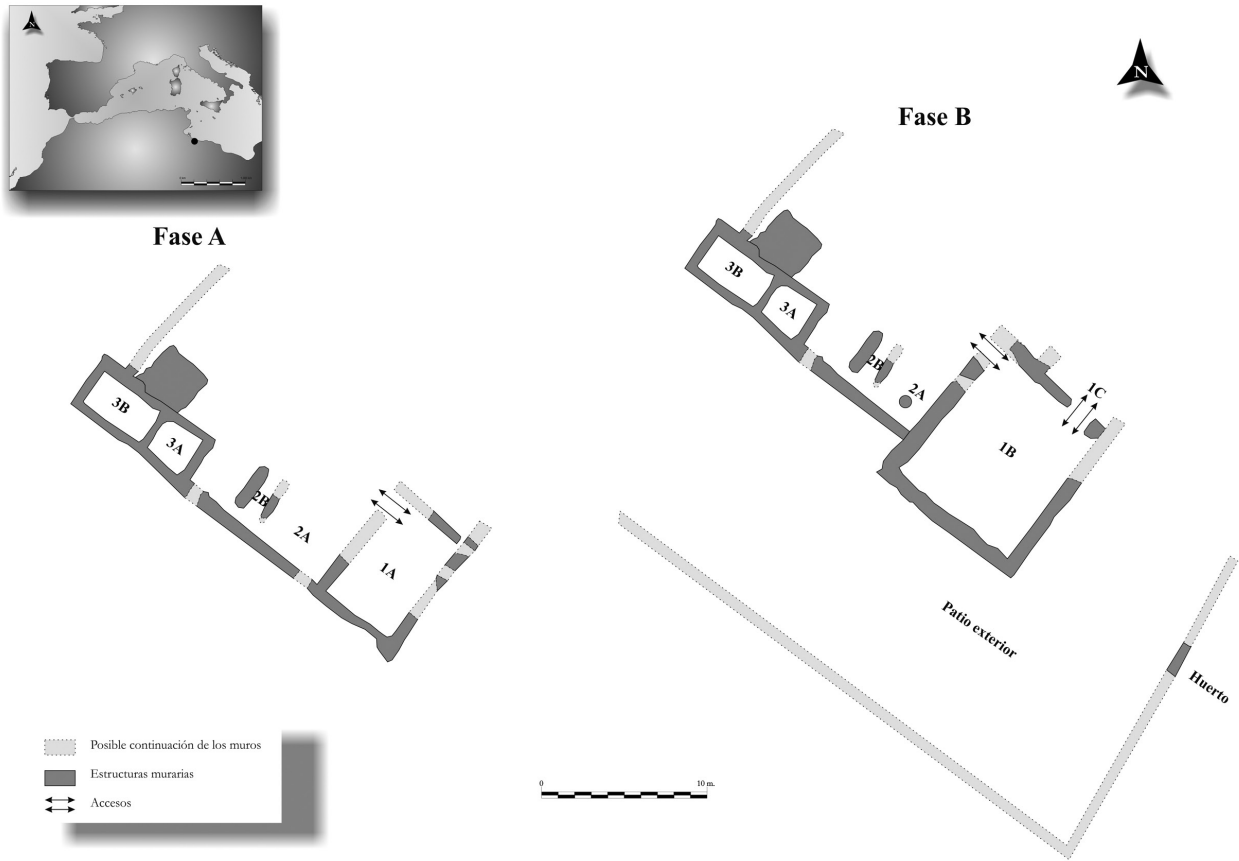 N
N
Fase B
3B
3A
2B
2A
1C
1B
Patio exterior
Huerto
Fase A
3B
3A
2B
2A
1A
Posible continuación de los muros
Estructuras murarias
Accesos
0 10 m.